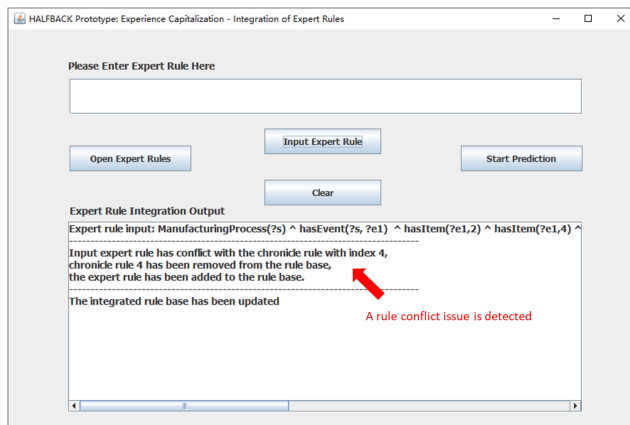 HALFBACK Prototype: Experience Capitalization - Integration of Expert Rules
Please Enter Expert Rule Here
Input Expert Rule
Open Expert Rules
Start Prediction
Clear
Expert Rule Integration Output
Expert rule input: ManufacturingProcess(?s) ^ hasEvent(?s, ?e1) ^ hasItem(?e1,2) ^ hasItem(?e1,4) ^
--------------------------------------------------------------------------------
Input expert rule has conflict with the chronicle rule with index 4,
chronicle rule 4 has been removed from the rule base,
the expert rule has been added to the rule base.
--------------------------------------------------------------------------------
The integrated rule base has been updated
A rule conflict issue is detected